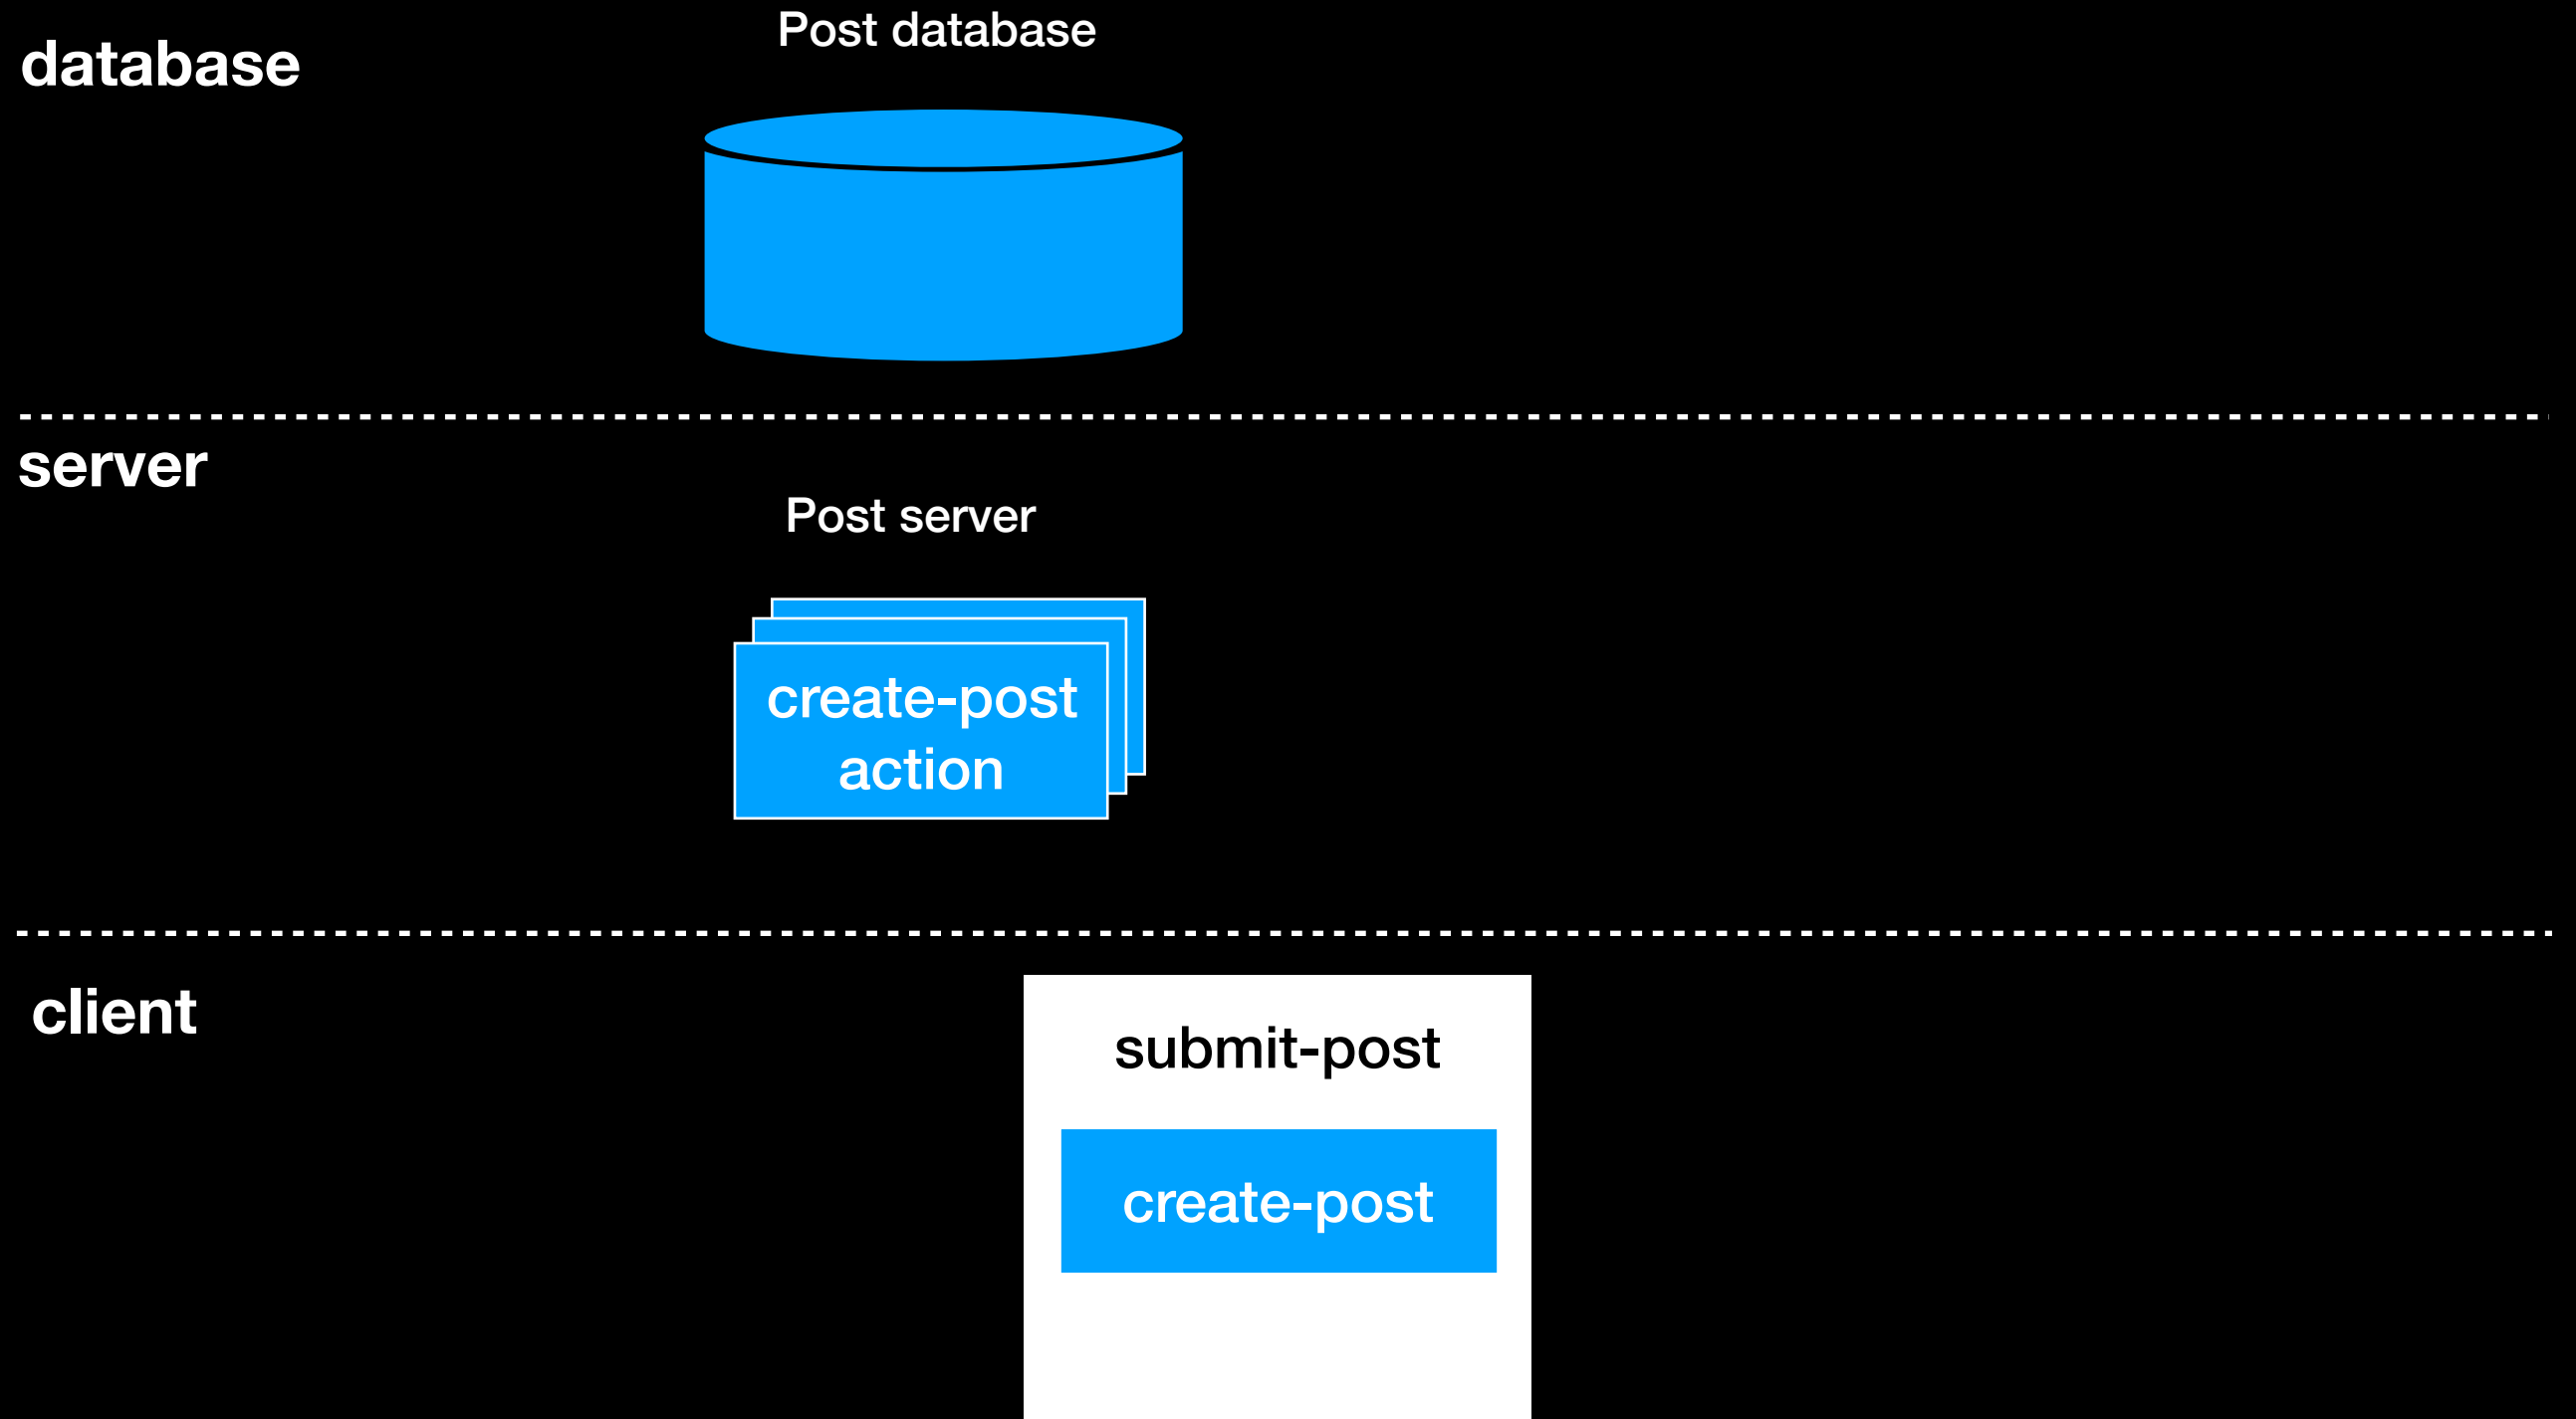 Post database
database
server
Post server
create-post
action
client
submit-post
create-post